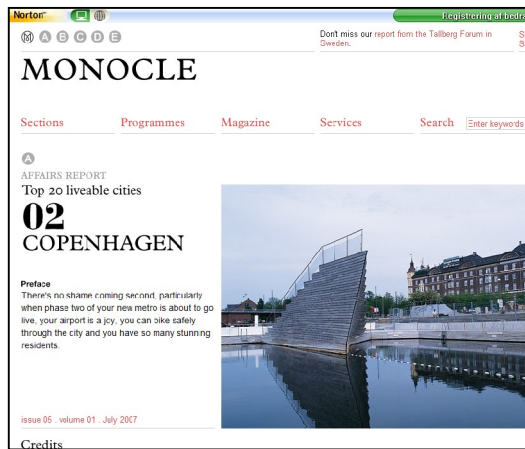 Norton™
Registrering af bedra
M A B C D E
Don't miss our report from the Tallberg Forum in
Sweden.
S
S
MONOCLE
Sections Programmes Magazine Services Search Enter keywords
A
AFFAIRS REPORT
Top 20 liveable cities
02
COPENHAGEN
Preface
There's no shame coming second, particularly
when phase two of your new metro is about to go
live, your airport is a joy, you can bike safely
through the city and you have so many stunning
residents.
issue 05 . volume 01 . July 2007
Credits